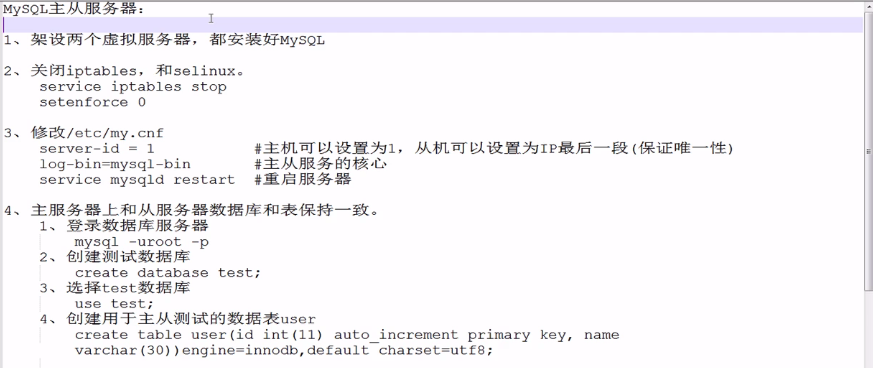 MySQL主从服务器：
1、架设两个虚拟服务器，都安装好MySQL
2、关闭iptables，和selinux。
service iptables stop
setenforce 0
3、修改/etc/my.cnf
server-id = 1 #主机可以设置为1，从机可以设置为IP最后一段(保证唯一性)
log-bin=mysql-bin #主从服务的核心
service mysqld restart #重启服务器
4、主服务器上和从服务器数据库和表保持一致。
1、登录数据库服务器
mysql -uroot -p
2、创建测试数据库
create database test;
3、选择test数据库
use test;
4、创建用于主从测试的数据表user
create table user(id int(11) auto_increment primary key, name
varchar(30))engine=innodb,default charset=utf8;